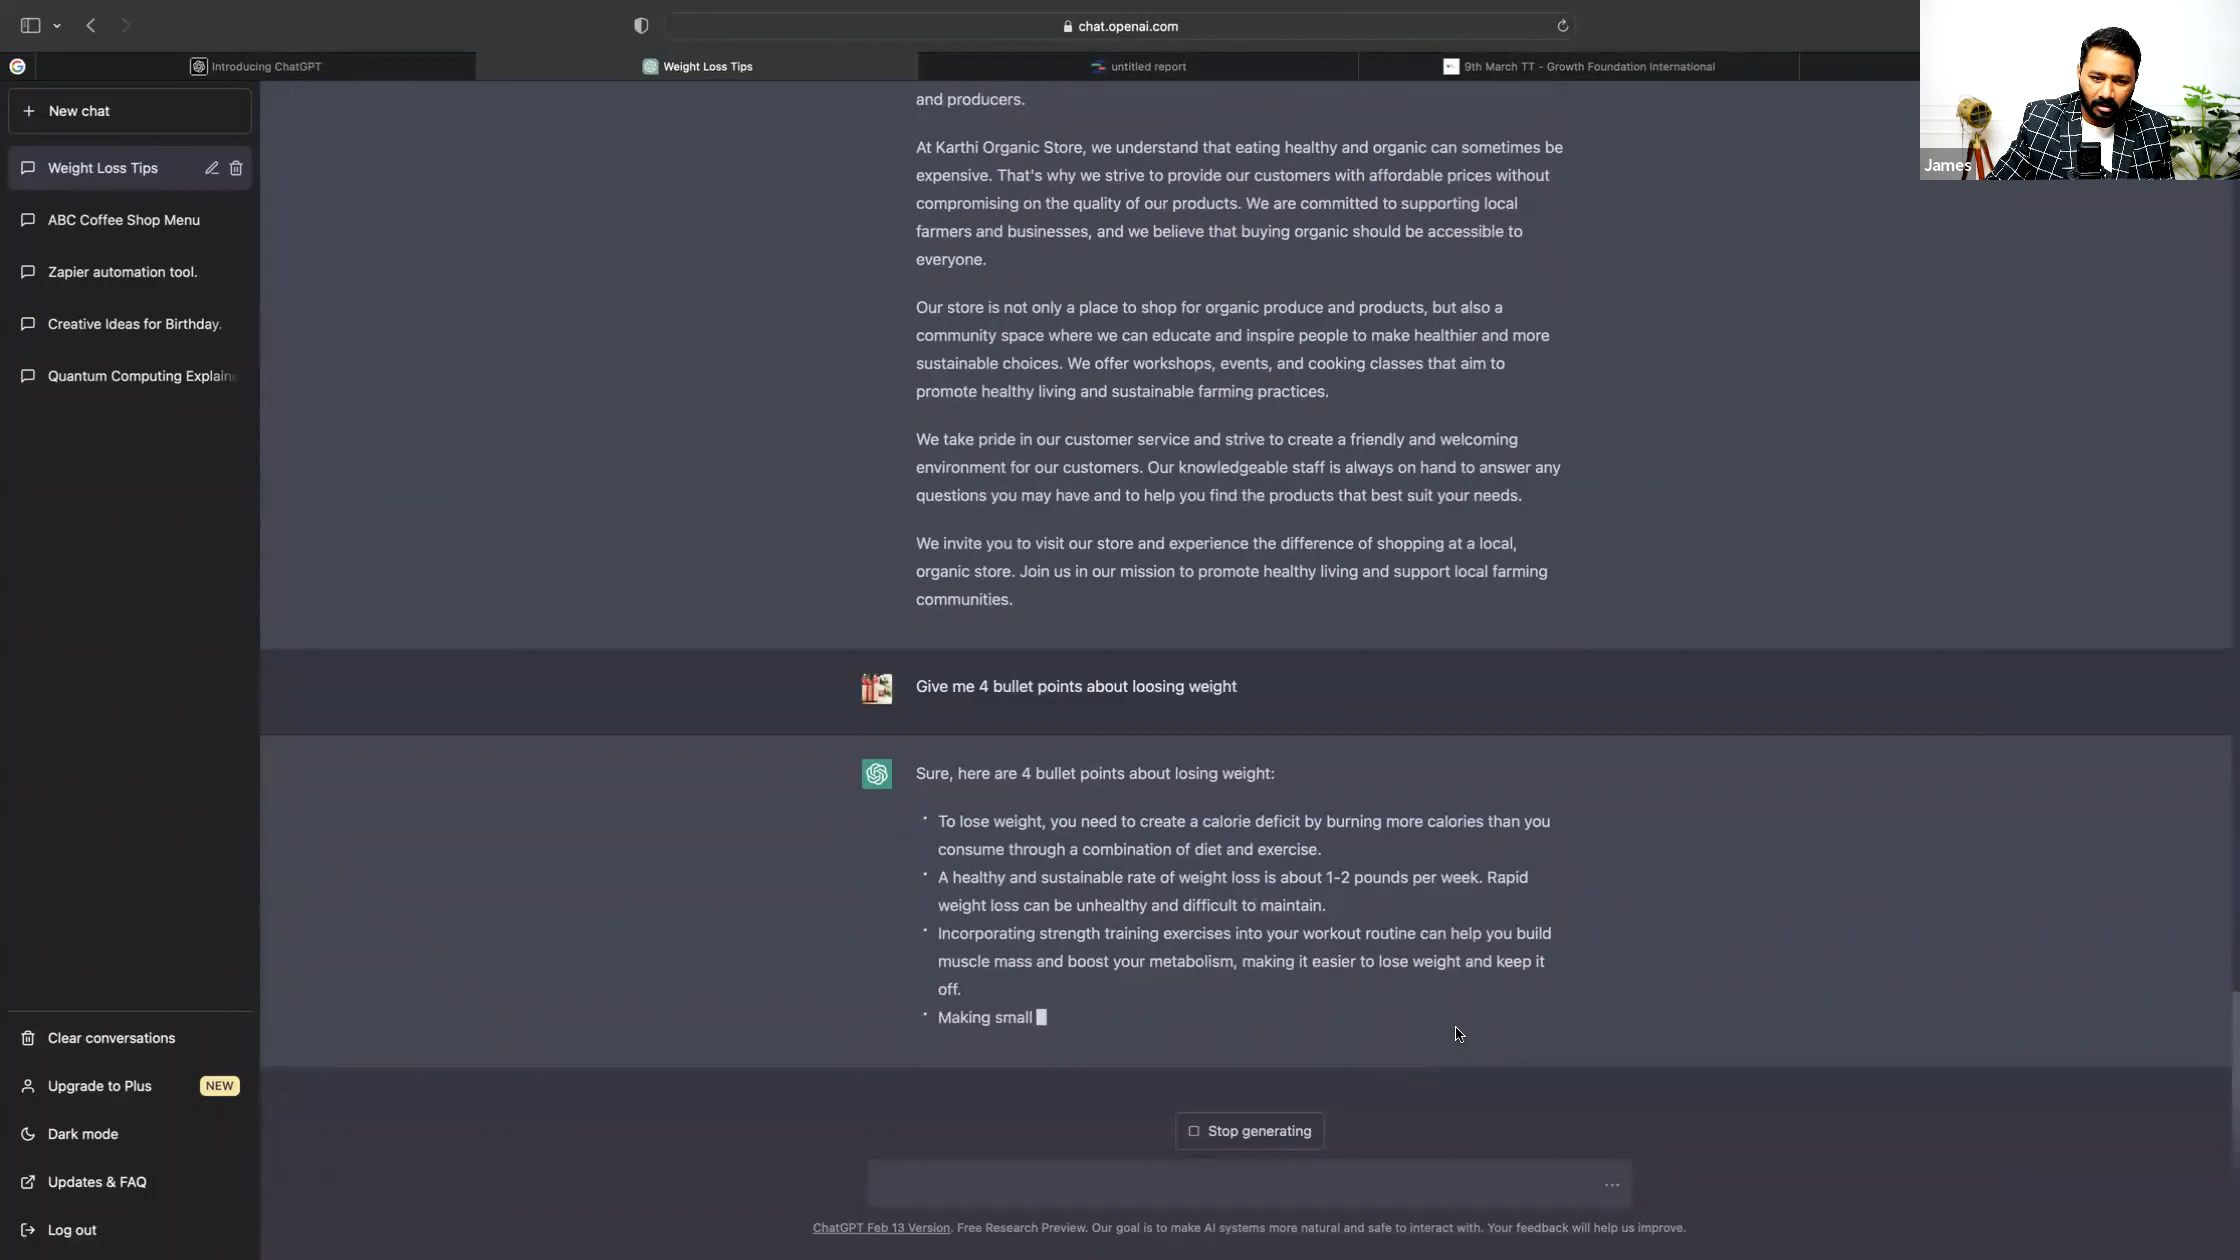 chat.openai.com
Introducing ChatGPT
Weight Loss Tips
untitled report
9th March TT - Growth Foundation International
James
New chat
Weight Loss Tips
ABC Coffee Shop Menu
Zapier automation tool.
Creative Ideas for Birthday.
Quantum Computing Explaine
Clear conversations
Upgrade to Plus NEW
Dark mode
Updates & FAQ
Log out
and producers.
At Karthi Organic Store, we understand that eating healthy and organic can sometimes be
expensive. That's why we strive to provide our customers with affordable prices without
compromising on the quality of our products. We are committed to supporting local
farmers and businesses, and we believe that buying organic should be accessible to
everyone.
Our store is not only a place to shop for organic produce and products, but also a
community space where we can educate and inspire people to make healthier and more
sustainable choices. We offer workshops, events, and cooking classes that aim to
promote healthy living and sustainable farming practices.
We take pride in our customer service and strive to create a friendly and welcoming
environment for our customers. Our knowledgeable staff is always on hand to answer any
questions you may have and to help you find the products that best suit your needs.
We invite you to visit our store and experience the difference of shopping at a local,
organic store. Join us in our mission to promote healthy living and support local farming
communities.
Give me 4 bullet points about loosing weight
Sure, here are 4 bullet points about losing weight:
• To lose weight, you need to create a calorie deficit by burning more calories than you
consume through a combination of diet and exercise.
• A healthy and sustainable rate of weight loss is about 1-2 pounds per week. Rapid
weight loss can be unhealthy and difficult to maintain.
• Incorporating strength training exercises into your workout routine can help you build
muscle mass and boost your metabolism, making it easier to lose weight and keep it
off.
• Making small
Stop generating
...
ChatGPT Feb 13 Version. Free Research Preview. Our goal is to make AI systems more natural and safe to interact with. Your feedback will help us improve.